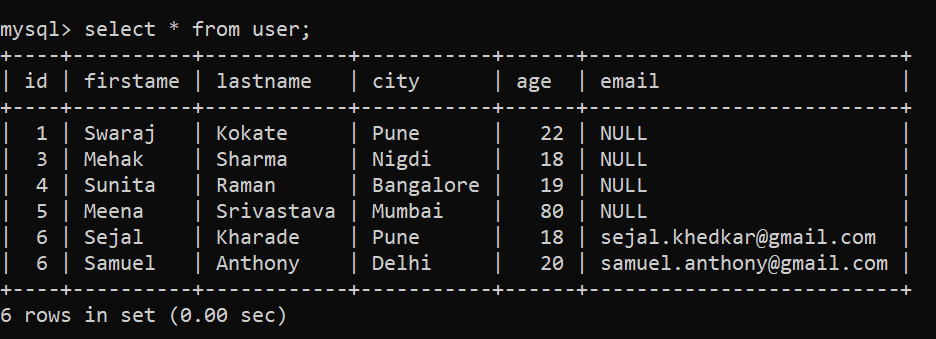 mysql> select * from user;
+----+----------+------------+-----------+------+---------------------------+
| id | firstame | lastname   | city      | age  | email                     |
+----+----------+------------+-----------+------+---------------------------+
|  1 | Swaraj   | Kokate     | Pune      |   22 | NULL                      |
|  3 | Mehak    | Sharma     | Nigdi     |   18 | NULL                      |
|  4 | Sunita   | Raman      | Bangalore |   19 | NULL                      |
|  5 | Meena    | Srivastava | Mumbai    |   80 | NULL                      |
|  6 | Sejal    | Kharade    | Pune      |   18 | sejal.khedkar@gmail.com   |
|  6 | Samuel   | Anthony    | Delhi     |   20 | samuel.anthony@gmail.com |
+----+----------+------------+-----------+------+---------------------------+
6 rows in set (0.00 sec)